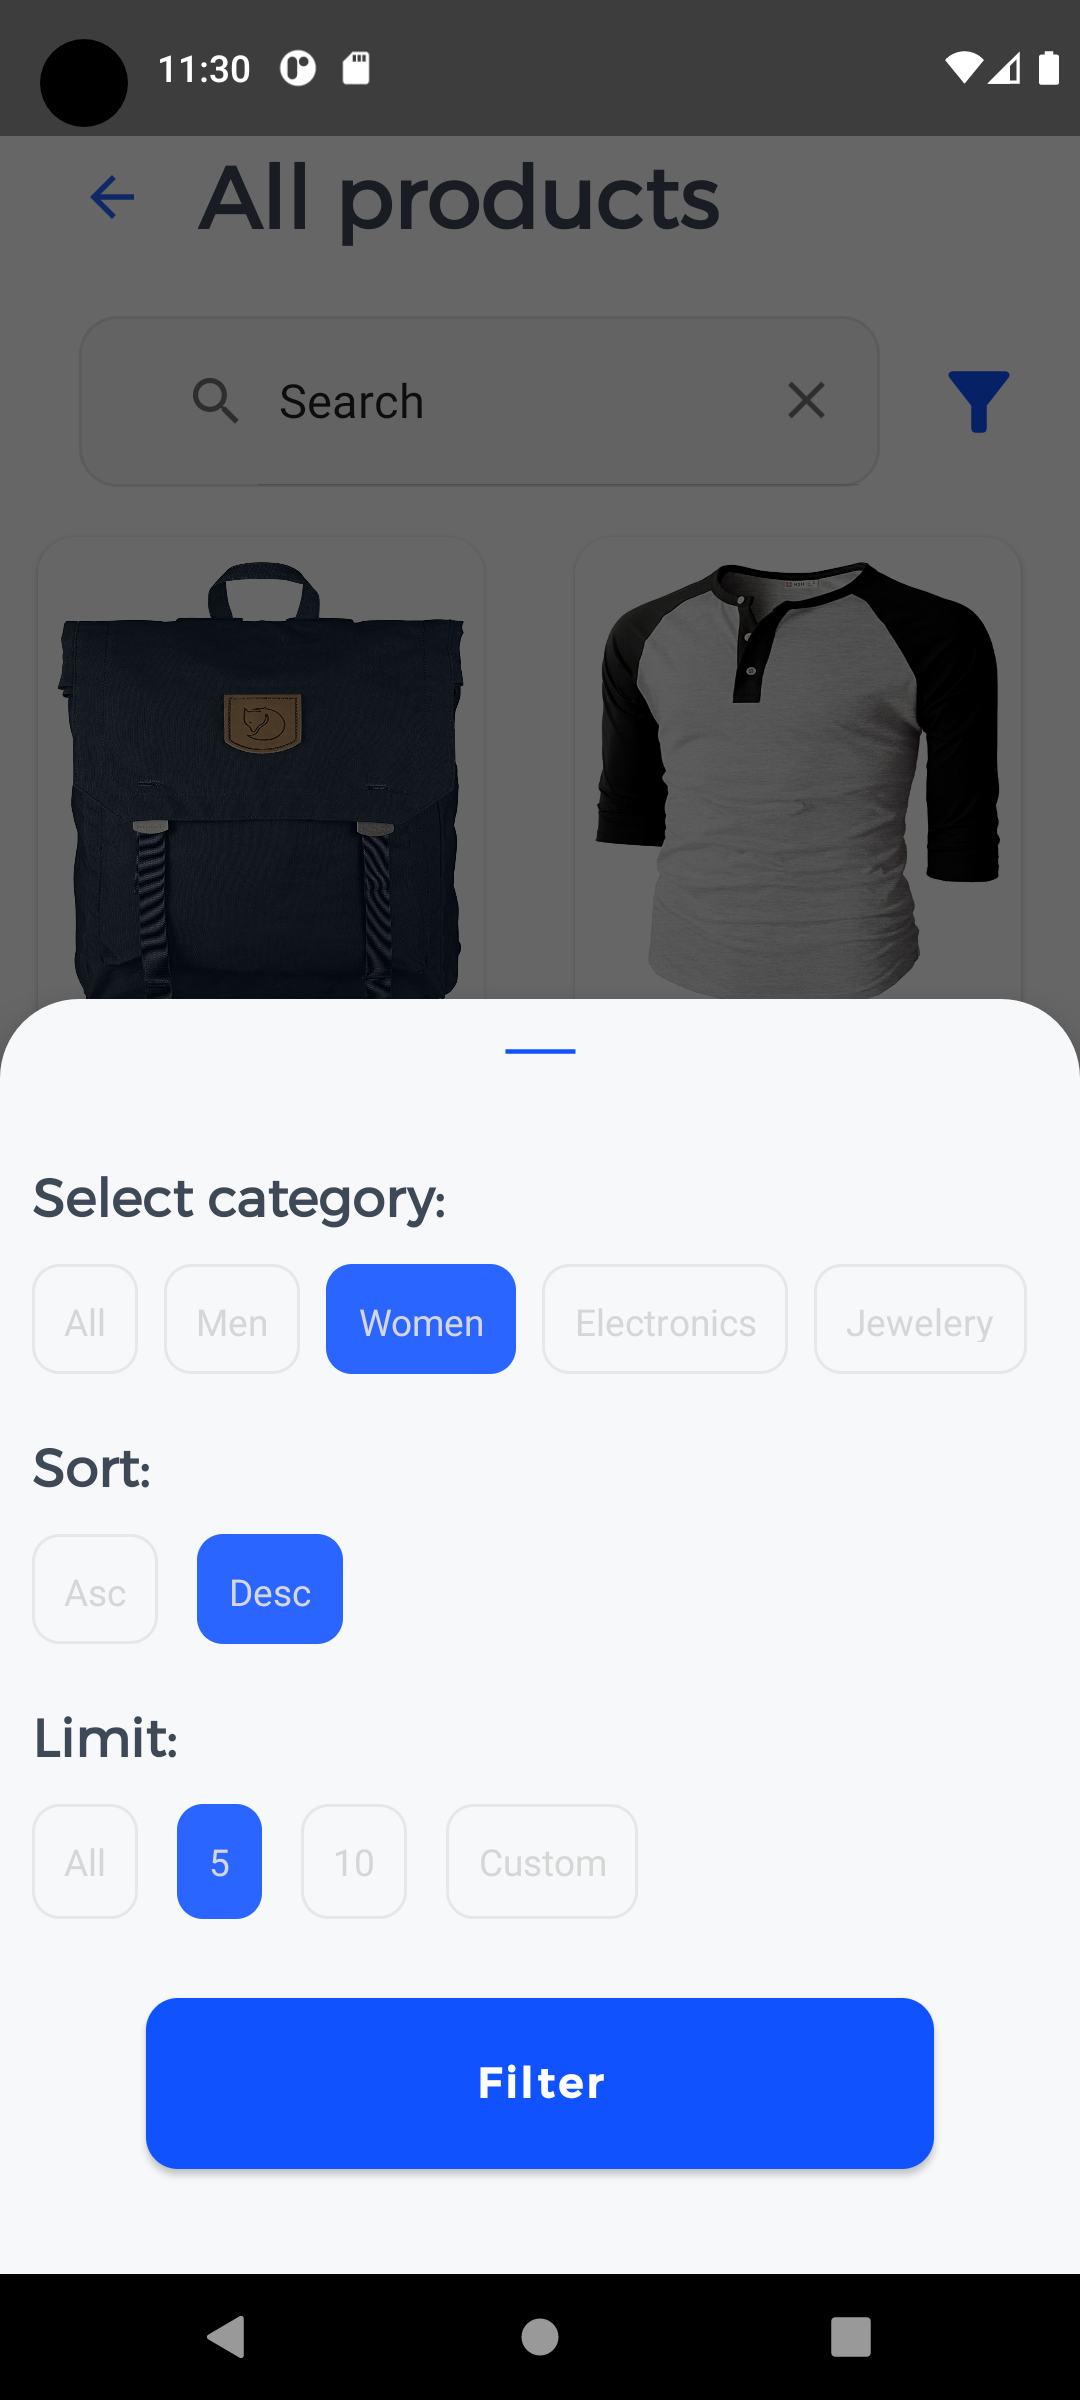 11:30
All products
Search
Select category:
All Men Women Electronics Jewelery
Sort:
Asc Desc
Limit:
All 5 10 Custom
Filter